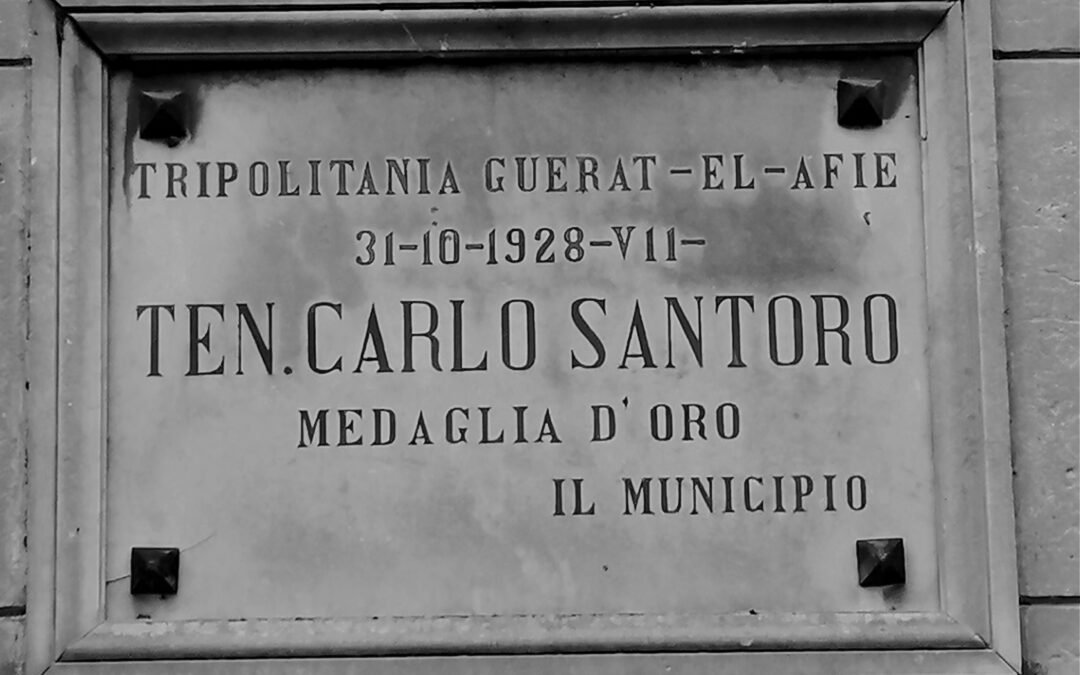 TRIPOLITANIA GUERAT-EL-AFIE
31-10-1928-VII-
TEN. CARLO SANTORO
MEDAGLIA D'ORO
IL MUNICIPIO